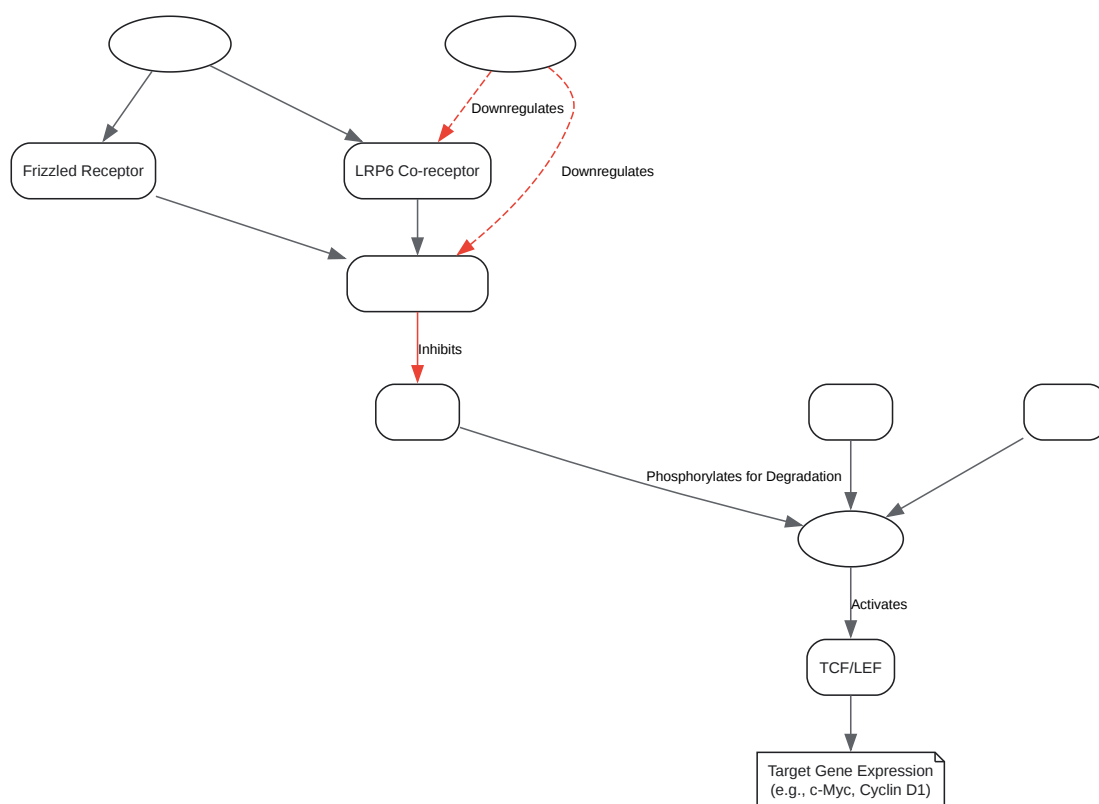 Downregulates
Downregulates
Frizzled Receptor
LRP6 Co-receptor
Inhibits
Phosphorylates for Degradation
Activates
TCF/LEF
Target Gene Expression
(e.g., c-Myc, Cyclin D1)